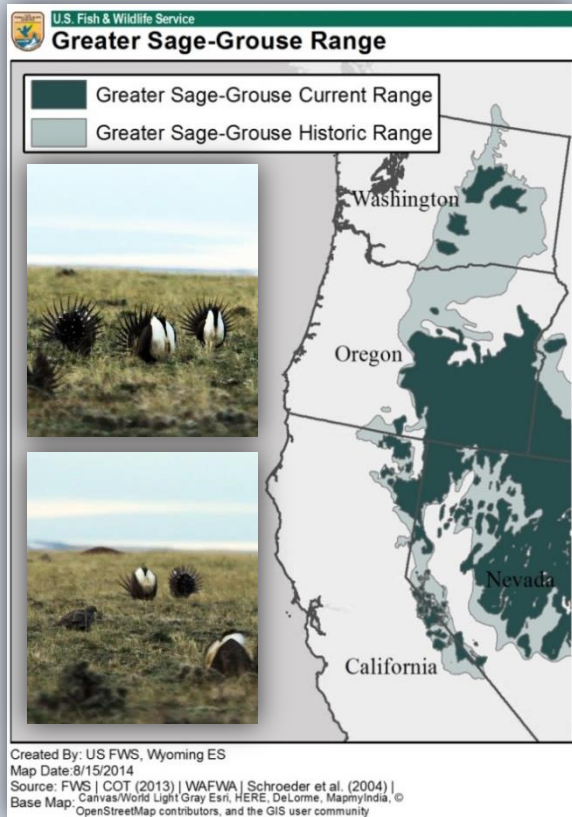 U.S. Fish & Wildlife Service
Greater Sage-Grouse Range
Greater Sage-Grouse Current Range
Greater Sage-Grouse Historic Range
Washington
Oregon
Nevada
California
Created By: US FWS, Wyoming ES
Map Date:8/15/2014
Source: FWS | COT (2013) | WAFWA | Schroeder et al. (2004) |
Base Map: Canvas/World Light Gray Esri, HERE, DeLorme, MapmyIndia, ©
OpenStreetMap contributors, and the GIS user community